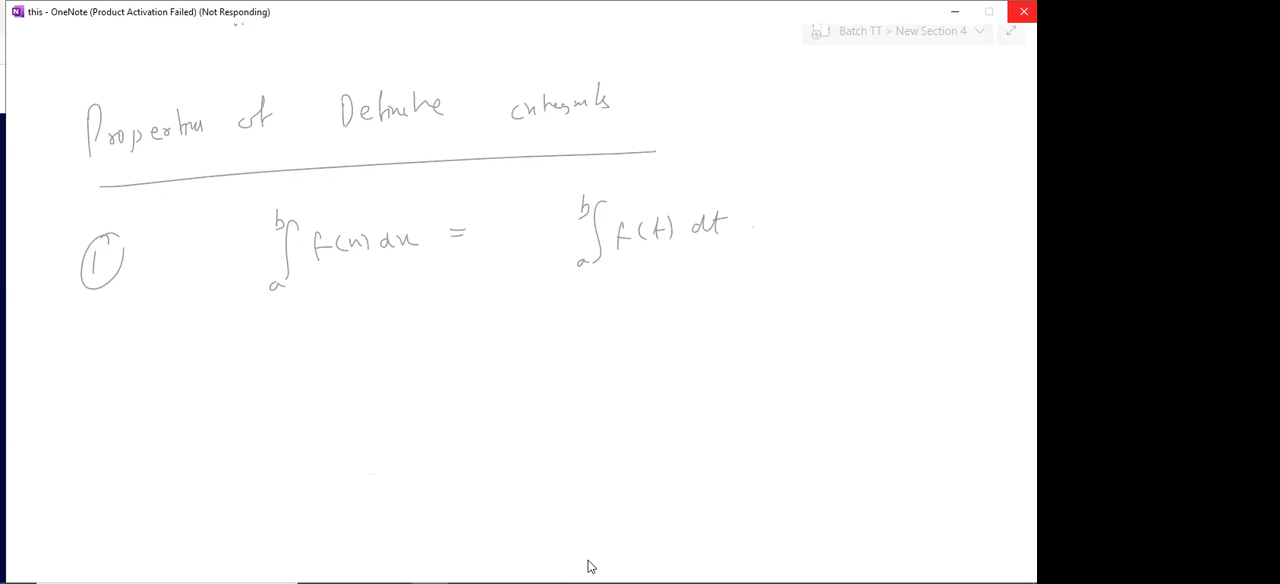 this - OneNote (Product Activation Failed) (Not Responding)
Batch TT > New Section 4
Properties of Definite integrals
① ∫ₐᵇ f(x) dx = ∫ₐᵇ f(t) dt